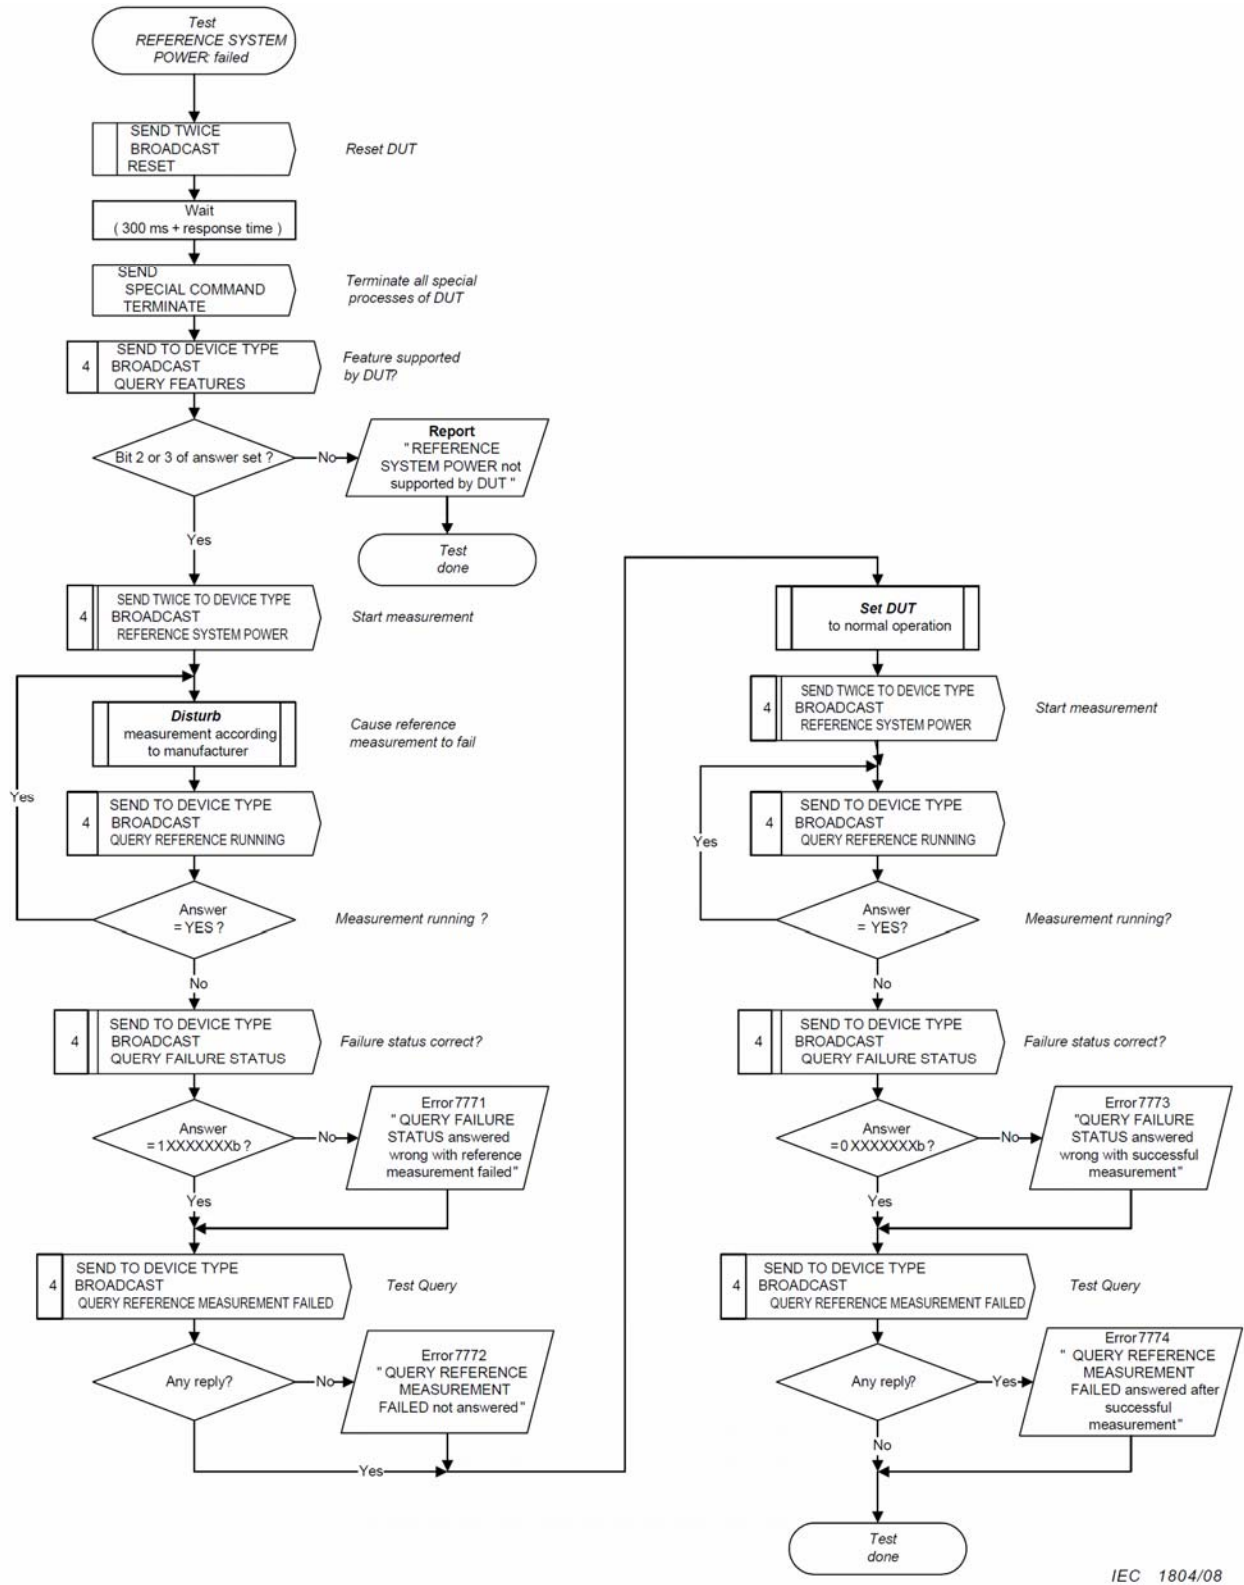 Test
REFERENCE SYSTEM
POWER: failed
SEND TWICE
BROADCAST
RESET
Reset DUT
Wait
( 300 ms + response time )
SEND
SPECIAL COMMAND
TERMINATE
Terminate all special
processes of DUT
4
SEND TO DEVICE TYPE
BROADCAST
QUERY FEATURES
Feature supported
by DUT?
Bit 2 or 3 of answer set ?
No
Report
" REFERENCE
SYSTEM POWER not
supported by DUT "
Test
done
Yes
4
SEND TWICE TO DEVICE TYPE
BROADCAST
REFERENCE SYSTEM POWER
Start measurement
Disturb
measurement according
to manufacturer
Cause reference
measurement to fail
Yes
4
SEND TO DEVICE TYPE
BROADCAST
QUERY REFERENCE RUNNING
Answer
= YES ?
Measurement running ?
No
4
SEND TO DEVICE TYPE
BROADCAST
QUERY FAILURE STATUS
Failure status correct?
Answer
= 1XXXXXXXb ?
No
Error7771
" QUERY FAILURE
STATUS answered
wrong with reference
measurement failed"
Yes
4
SEND TO DEVICE TYPE
BROADCAST
QUERY REFERENCE MEASUREMENT FAILED
Test Query
Any reply?
No
Error7772
" QUERY REFERENCE
MEASUREMENT
FAILED not answered"
Yes
Set DUT
to normal operation
4
SEND TWICE TO DEVICE TYPE
BROADCAST
REFERENCE SYSTEM POWER
Start measurement
4
SEND TO DEVICE TYPE
BROADCAST
QUERY REFERENCE RUNNING
Yes
Answer
= YES?
Measurement running?
No
4
SEND TO DEVICE TYPE
BROADCAST
QUERY FAILURE STATUS
Failure status correct?
Answer
=0XXXXXXXb ?
No
Error7773
"QUERY FAILURE
STATUS answered
wrong with successful
measurement"
Yes
4
SEND TO DEVICE TYPE
BROADCAST
QUERY REFERENCE MEASUREMENT FAILED
Test Query
Any reply?
Yes
Error7774
" QUERY REFERENCE
MEASUREMENT
FAILED answered after
successful
measurement"
No
Test
done
IEC 1804/08